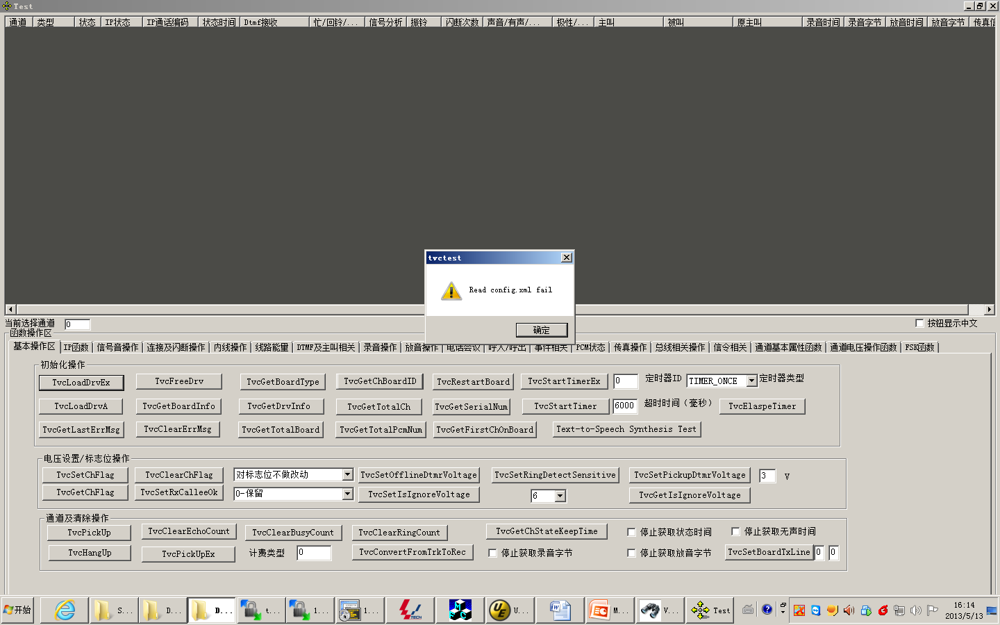 Test
通道 类型 状态 IP状态 IP通话编码 状态时间 Dtmf接收 忙/回铃/... 信号分析 振铃 闪断次数 声音/有声/... 极性/... 主叫 被叫 原主叫 录音时间 录音字节 放音时间 放音字节 传真信
tvctest
Read config.xml fail
确定
当前选择通道 0 按钮显示中文
函数操作区
基本操作区 IP函数 信号音操作 连接及闪断操作 内线操作 线路能量 DTMF及主叫相关 录音操作 放音操作 电话会议 呼入/呼出 事件相关 PCM状态 传真操作 总线相关操作 信令相关 通道基本属性函数 通道电压操作函数 FSK函数
初始化操作
TvcLoadDrvEx TvcFreeDrv TvcGetBoardType TvcGetChBoardID TvcRestartBoard TvcStartTimerEx 0 定时器ID TIMER_ONCE 定时器类型
TvcLoadDrvA TvcGetBoardInfo TvcGetDrvInfo TvcGetTotalCh TvcGetSerialNum TvcStartTimer 6000 超时时间（毫秒） TvcElaspeTimer
TvcGetLastErrMsg TvcClearErrMsg TvcGetTotalBoard TvcGetTotalPcmNum TvcGetFirstChOnBoard Text-to-Speech Synthesis Test
电压设置/标志位操作
TvcSetChFlag TvcClearChFlag 对标志位不做改动 TvcSetOfflineDtmrVoltage TvcSetRingDetectSensitive TvcSetPickupDtmrVoltage 3 V
TvcGetChFlag TvcSetRxCalleeOk 0-保留 TvcSetIsIgnoreVoltage 6 TvcGetIsIgnoreVoltage
通道及清除操作
TvcPickUp TvcClearEchoCount TvcClearBusyCount TvcClearRingCount TvcGetChStateKeepTime 停止获取状态时间 停止获取无声时间
TvcHangUp TvcPickUpEx 计费类型 0 TvcConvertFromTrkToRec 停止获取录音字节 停止获取放音字节 TvcSetBoardTxLine 0 0
开始 S... D... D... t... 1... 1... TECH U... M... V... Test 16:14
2013/5/13